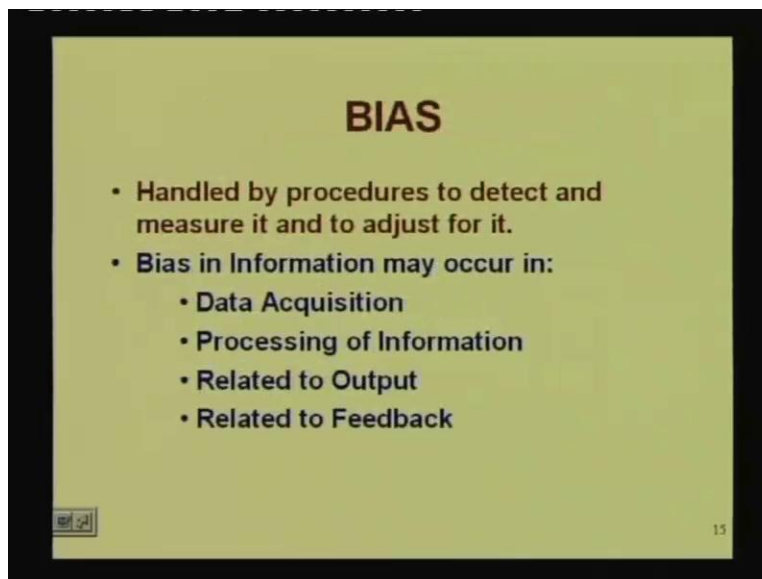 BIAS
• Handled by procedures to detect and
measure it and to adjust for it.
• Bias in Information may occur in:
• Data Acquisition
• Processing of Information
• Related to Output
• Related to Feedback
15